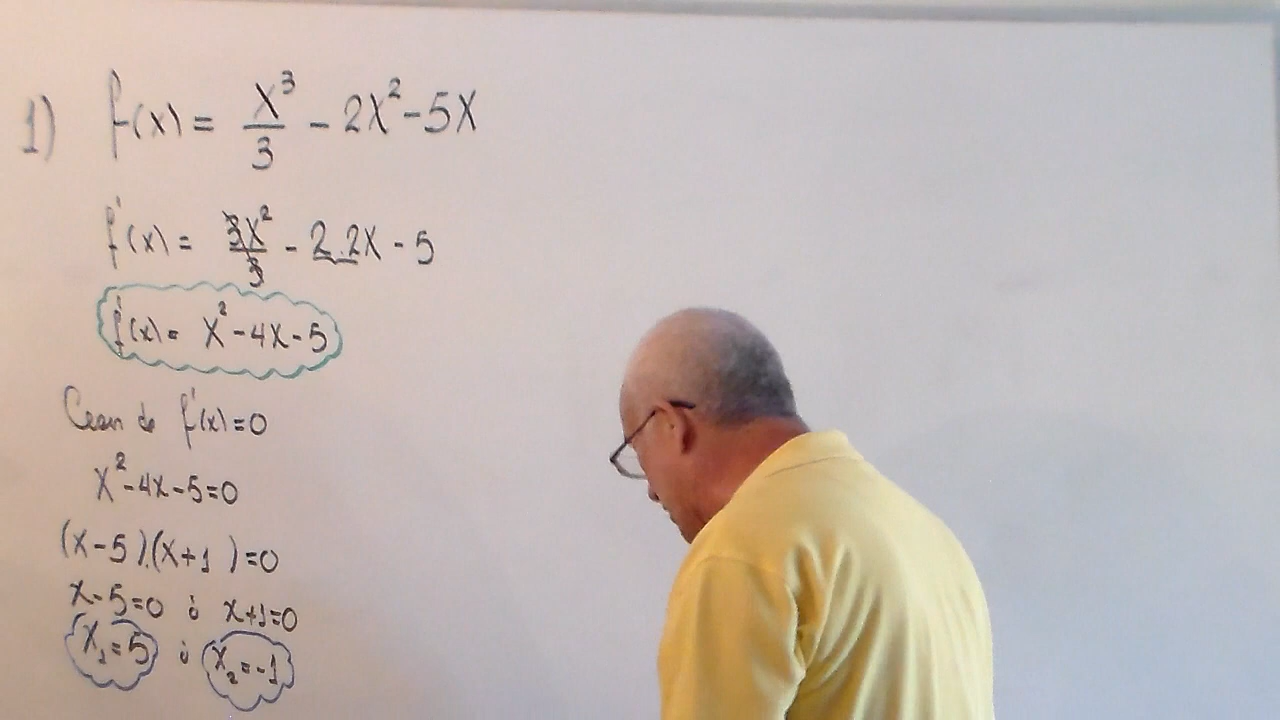 1) f(x) = x³/3 - 2x² - 5x
f'(x) = 3x²/3 - 2.2x - 5
f'(x) = x² - 4x - 5
f'(x) = 0
x² - 4x - 5 = 0
(x - 5).(x + 1) = 0
x - 5 = 0 ó x + 1 = 0
x₁ = 5 ó x₂ = -1